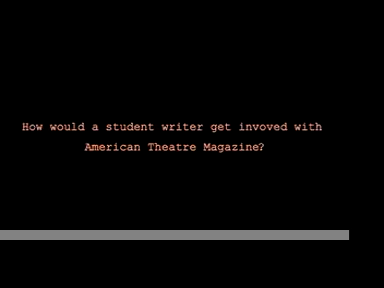 How would a student writer get invoved with
American Theatre Magazine?